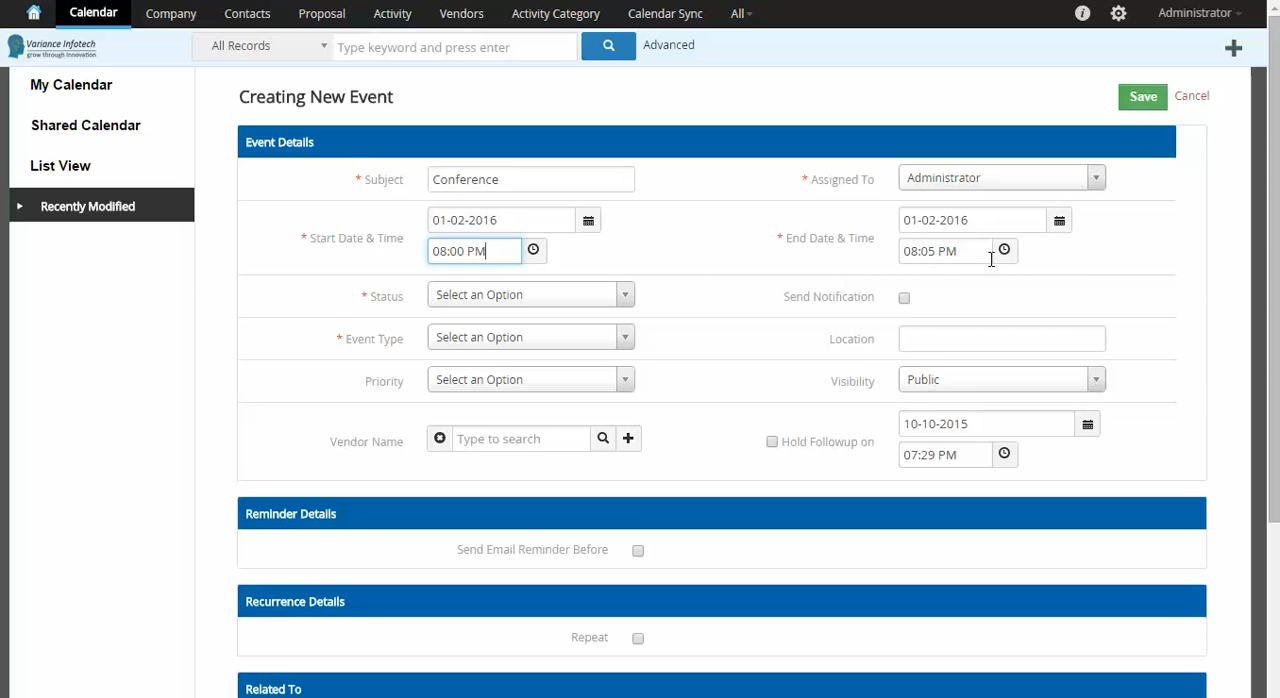 Calendar Company Contacts Proposal Activity Vendors Activity Category Calendar Sync All Administrator
Variance Infotech
grow through innovation
All Records Type keyword and press enter Advanced
My Calendar
Shared Calendar
List View
Recently Modified
Creating New Event Save Cancel
Event Details
* Subject Conference * Assigned To Administrator
* Start Date & Time 01-02-2016 * End Date & Time 01-02-2016
08:00 PM 08:05 PM
* Status Select an Option Send Notification
* Event Type Select an Option Location
Priority Select an Option Visibility Public
Vendor Name Type to search Hold Followup on 10-10-2015
07:29 PM
Reminder Details
Send Email Reminder Before
Recurrence Details
Repeat
Related To